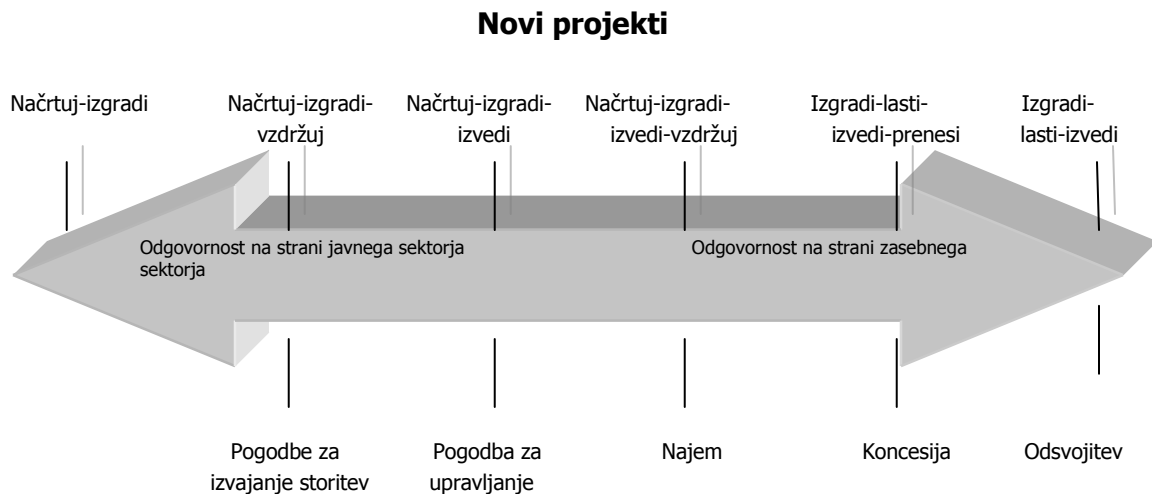 Novi projekti
Načrtuj-izgradi
Načrtuj-izgradi-
vzdržuj
Načrtuj-izgradi-
izvedi
Načrtuj-izgradi-
izvedi-vzdržuj
Izgradi-lasti-
izvedi-prenesi
Izgradi-
lasti-izvedi
Odgovornost na strani javnega sektorja
sektorja
Odgovornost na strani zasebnega
Pogodbe za
izvajanje storitev
Pogodba za
upravljanje
Najem
Koncesija
Odsvojitev